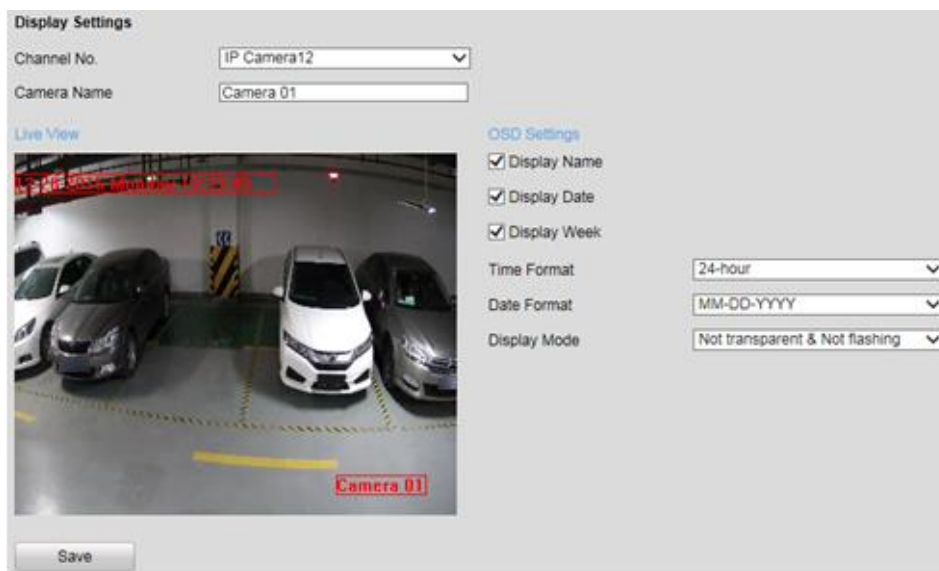 Display Settings
Channel No. IP Camera12
Camera Name Camera 01
Live View
OSD Settings
Display Name
Display Date
Display Week
Time Format 24-hour
Date Format MM-DD-YYYY
Display Mode Not transparent & Not flashing
Monday
Camera 01
Save